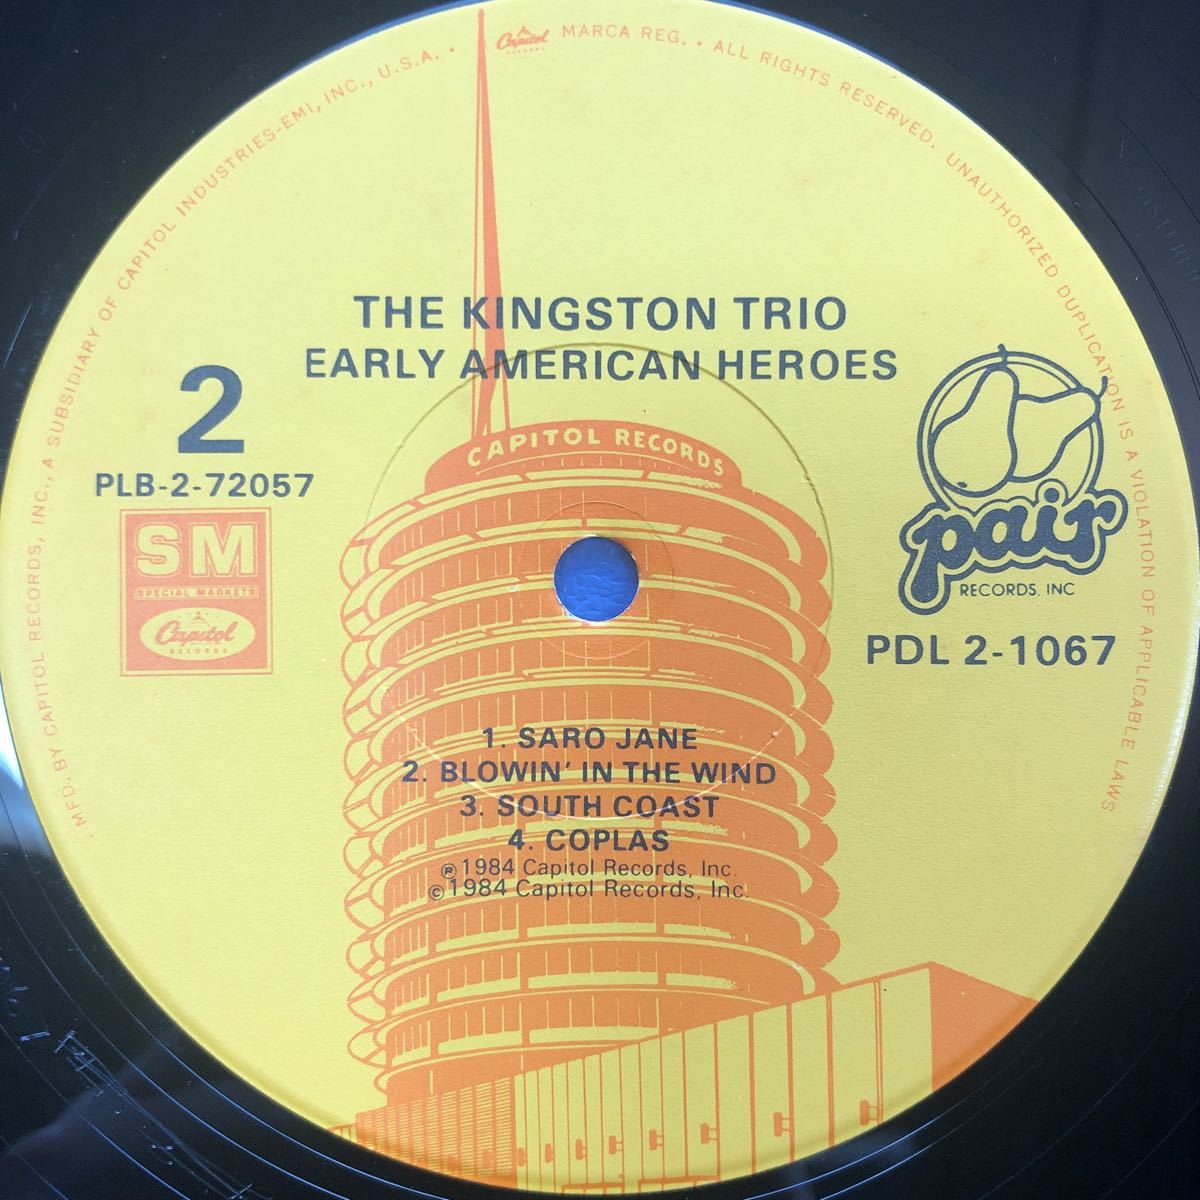 MFD. BY CAPITOL RECORDS, INC., A SUBSIDIARY OF CAPITOL INDUSTRIES-EMI, INC., U.S.A. • Capitol RECORDS MARCA REG. • ALL RIGHTS RESERVED. UNAUTHORIZED DUPLICATION IS A VIOLATION OF APPLICABLE LAWS
THE KINGSTON TRIO
EARLY AMERICAN HEROES
2
PLB-2-72057
CAPITOL RECORDS
SM
SPECIAL MARKETS
Capitol
RECORDS
pair
RECORDS, INC
PDL 2-1067
1. SARO JANE
2. BLOWIN' IN THE WIND
3. SOUTH COAST
4. COPLAS
℗1984 Capitol Records, Inc.
©1984 Capitol Records, Inc.